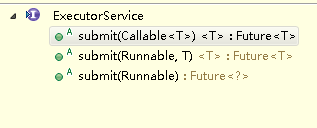 ExecutorService
submit(Callable<T>) <T> : Future<T>
submit(Runnable, T) <T> : Future<T>
submit(Runnable) : Future<?>